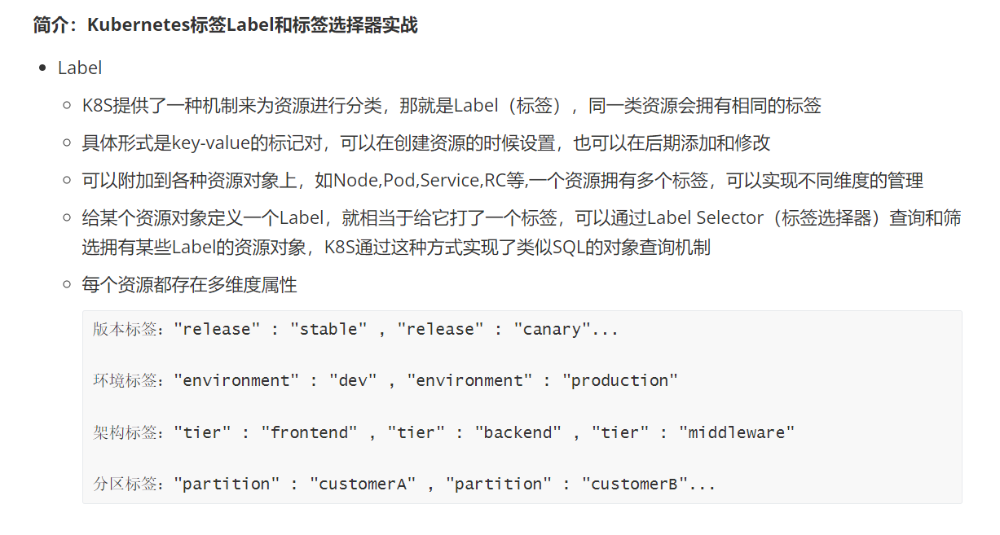 简介：Kubernetes标签Label和标签选择器实战
Label
K8S提供了一种机制来为资源进行分类，那就是Label（标签），同一类资源会拥有相同的标签
具体形式是key-value的标记对，可以在创建资源的时候设置，也可以在后期添加和修改
可以附加到各种资源对象上，如Node,Pod,Service,RC等,一个资源拥有多个标签，可以实现不同维度的管理
给某个资源对象定义一个Label，就相当于给它打了一个标签，可以通过Label Selector（标签选择器）查询和筛
选拥有某些Label的资源对象，K8S通过这种方式实现了类似SQL的对象查询机制
每个资源都存在多维度属性
版本标签："release" : "stable" , "release" : "canary"...
环境标签："environment" : "dev" , "environment" : "production"
架构标签："tier" : "frontend" , "tier" : "backend" , "tier" : "middleware"
分区标签："partition" : "customerA" , "partition" : "customerB"...